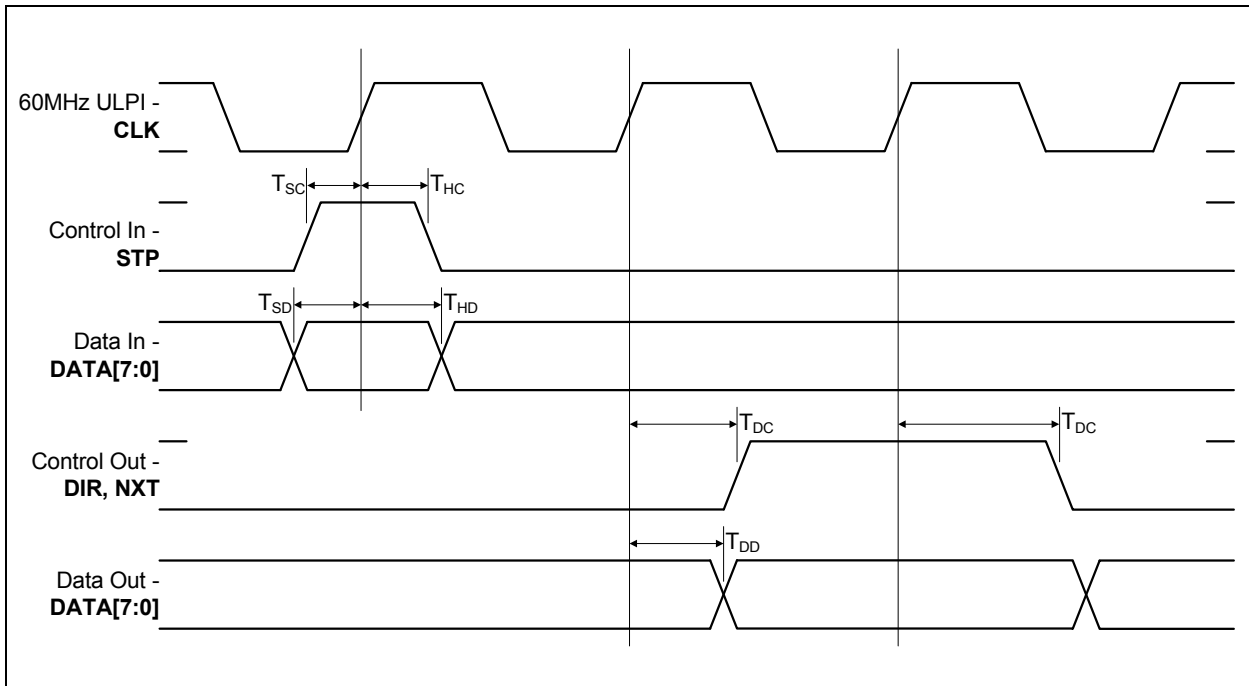 60MHz ULPI -
CLK
TSC
THC
Control In -
STP
TSD
THD
Data In -
DATA[7:0]
TDC
TDC
Control Out -
DIR, NXT
TDD
Data Out -
DATA[7:0]